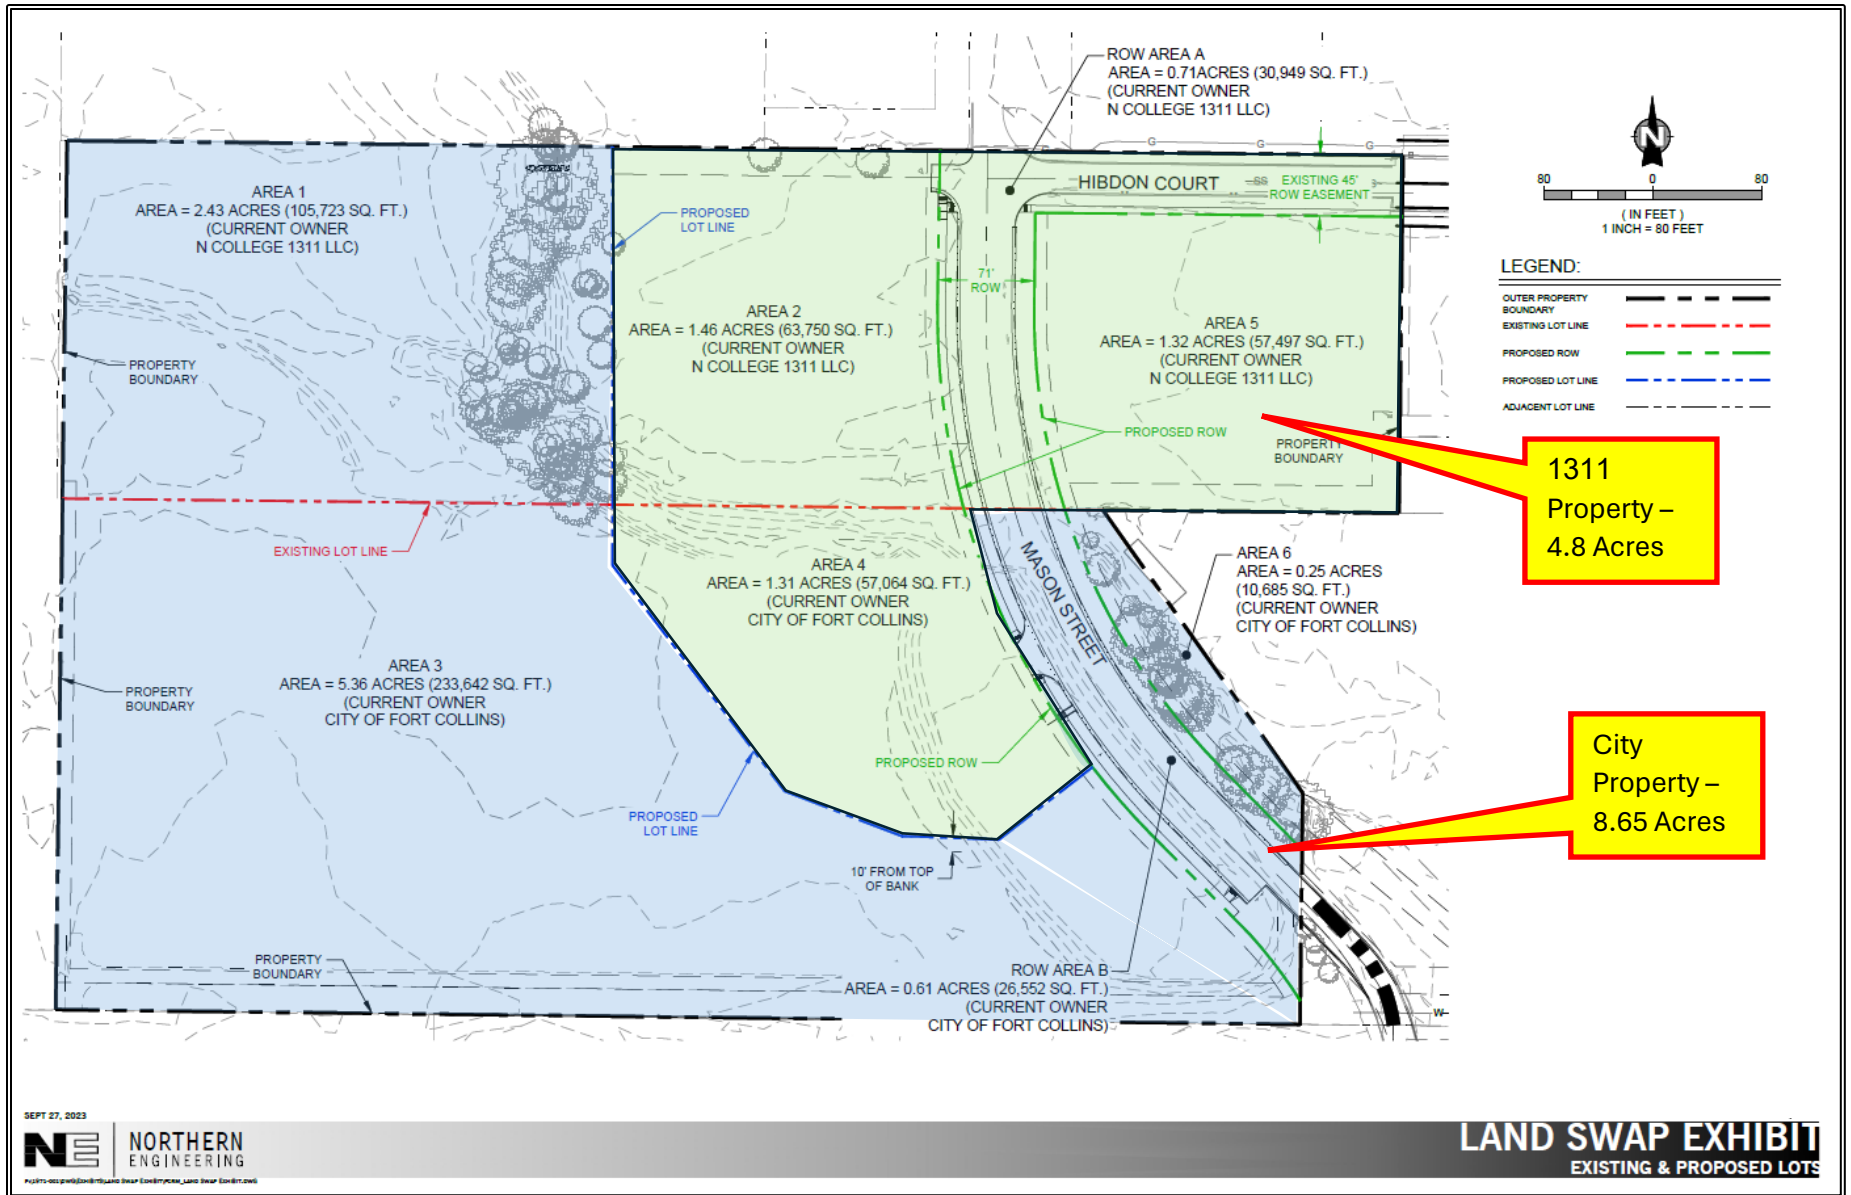 ROW AREA A
AREA = 0.71ACRES (30,949 SQ. FT.)
(CURRENT OWNER
N COLLEGE 1311 LLC)
G
G
G
N
80
0
80
( IN FEET )
1 INCH = 80 FEET
LEGEND:
OUTER PROPERTY
BOUNDARY
EXISTING LOT LINE
PROPOSED ROW
PROPOSED LOT LINE
ADJACENT LOT LINE
AREA 1
AREA = 2.43 ACRES (105,723 SQ. FT.)
(CURRENT OWNER
N COLLEGE 1311 LLC)
PROPOSED
LOT LINE
HIBDON COURT
SS
EXISTING 45'
ROW EASEMENT
71'
ROW
AREA 2
AREA = 1.46 ACRES (63,750 SQ. FT.)
(CURRENT OWNER
N COLLEGE 1311 LLC)
AREA 5
AREA = 1.32 ACRES (57,497 SQ. FT.)
(CURRENT OWNER
N COLLEGE 1311 LLC)
PROPERTY
BOUNDARY
PROPOSED ROW
PROPERTY
BOUNDARY
1311
Property –
4.8 Acres
EXISTING LOT LINE
MASON STREET
AREA 4
AREA = 1.31 ACRES (57,064 SQ. FT.)
(CURRENT OWNER
CITY OF FORT COLLINS)
AREA 6
AREA = 0.25 ACRES
(10,685 SQ. FT.)
(CURRENT OWNER
CITY OF FORT COLLINS)
AREA 3
AREA = 5.36 ACRES (233,642 SQ. FT.)
(CURRENT OWNER
CITY OF FORT COLLINS)
PROPERTY
BOUNDARY
PROPOSED ROW
City
Property –
8.65 Acres
PROPOSED
LOT LINE
10' FROM TOP
OF BANK
PROPERTY
BOUNDARY
ROW AREA B
AREA = 0.61 ACRES (26,552 SQ. FT.)
(CURRENT OWNER
CITY OF FORT COLLINS)
W
SEPT 27, 2023
NE
NORTHERN
ENGINEERING
LAND SWAP EXHIBIT
EXISTING & PROPOSED LOTS